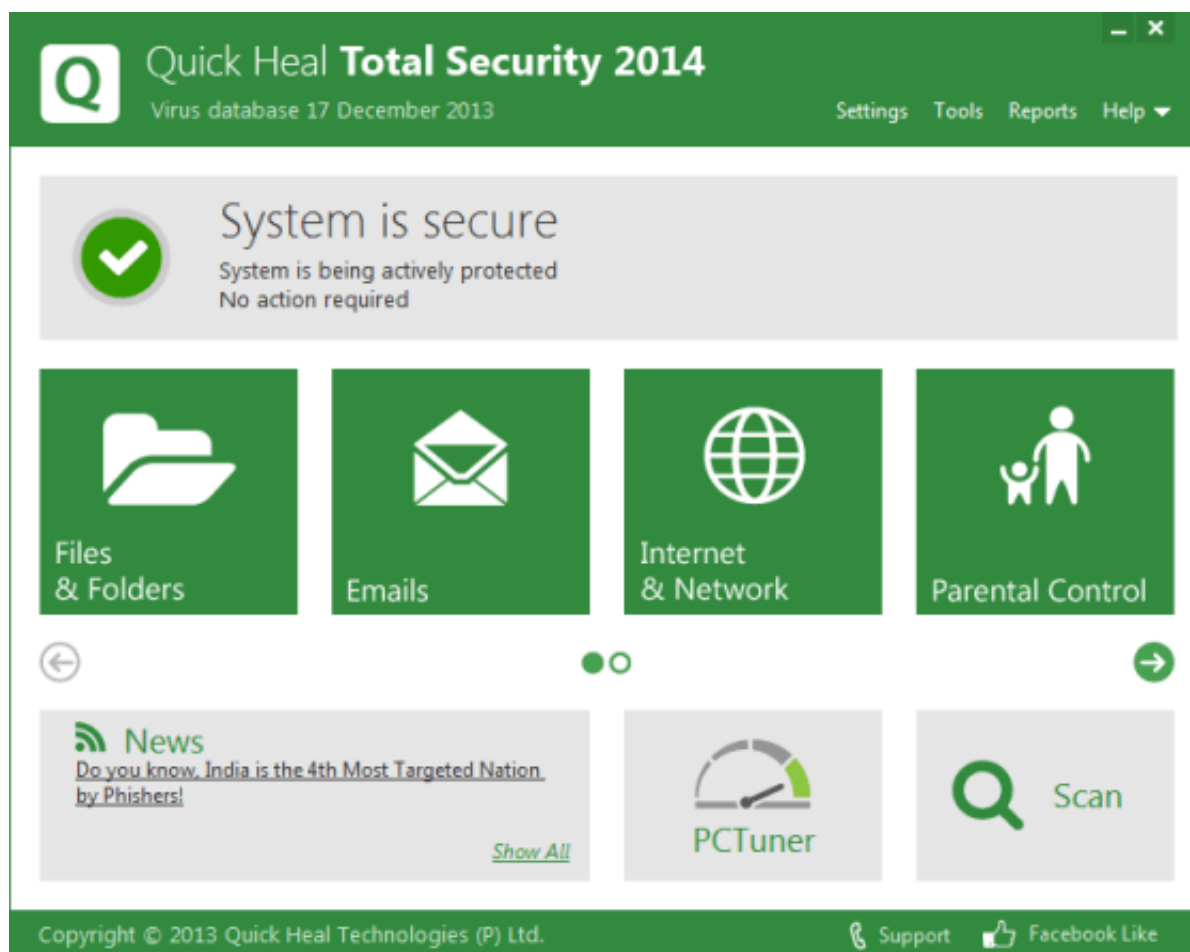 Q
Quick Heal Total Security 2014
Virus database 17 December 2013
Settings Tools Reports Help
System is secure
System is being actively protected
No action required
Files
& Folders
Emails
Internet
& Network
Parental Control
News
Do you know, India is the 4th Most Targeted Nation
by Phishers!
Show All
PCTuner
Scan
Copyright © 2013 Quick Heal Technologies (P) Ltd.
Support
Facebook Like